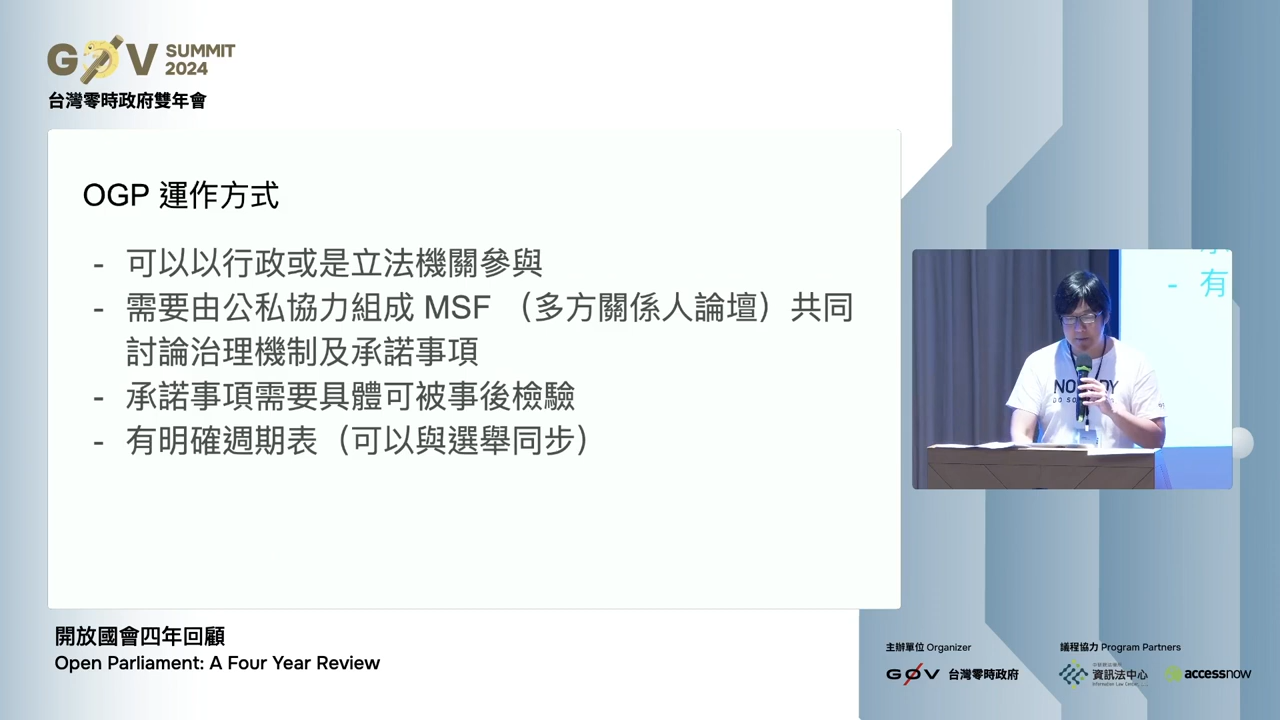 G0V SUMMIT 2024
台灣零時政府雙年會
OGP 運作方式
- 可以以行政或是立法機關參與
- 需要由公私協力組成 MSF （多方關係人論壇）共同
討論治理機制及承諾事項
- 承諾事項需要具體可被事後檢驗
- 有明確週期表（可以與選舉同步）
- 有
開放國會四年回顧
Open Parliament: A Four Year Review
主辦單位 Organizer
議程協力 Program Partners
G0V 台灣零時政府
資訊法中心
Information Law Center
accessnow